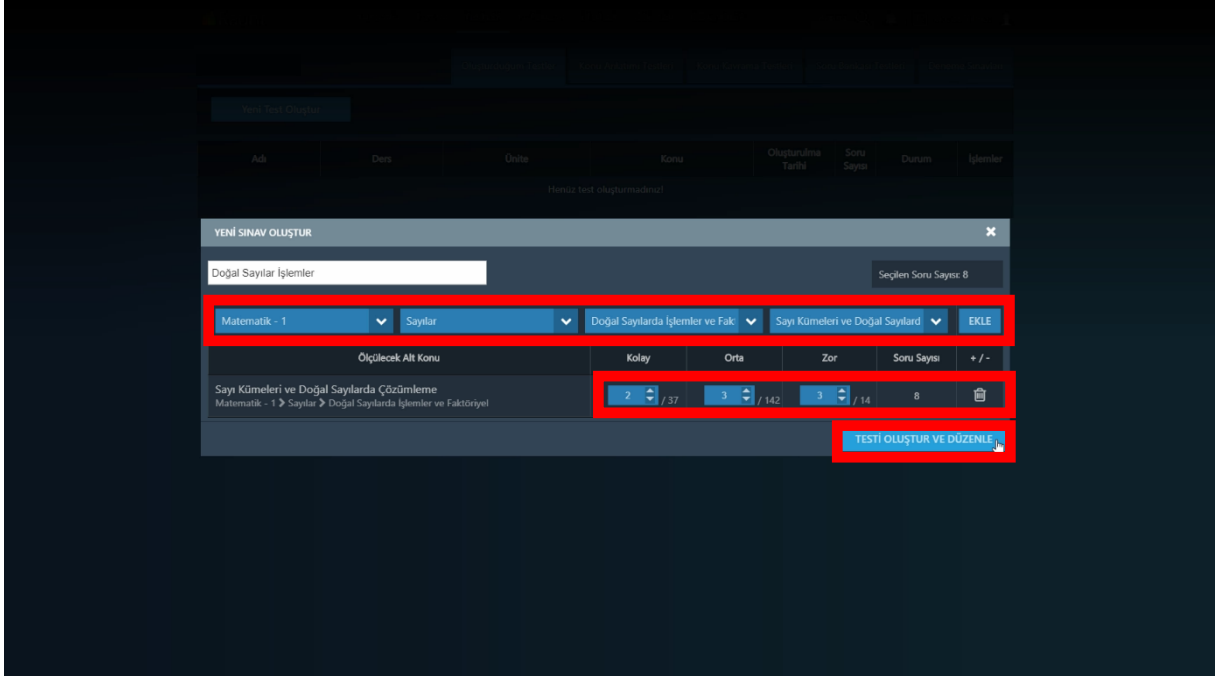 Yeni Test Oluştur
Adı Ders Ünite Konu Oluşturulma Tarihi Soru Sayısı Durum İşlemler
Henüz test oluşturmadınız!
YENİ SINAV OLUŞTUR
Doğal Sayılar İşlemler Seçilen Soru Sayısı: 8
Matematik - 1 Sayılar Doğal Sayılarda İşlemler ve Fak Sayı Kümeleri ve Doğal Sayılard EKLE
Ölçülecek Alt Konu Kolay Orta Zor Soru Sayısı + / -
Sayı Kümeleri ve Doğal Sayılarda Çözümleme
Matematik - 1 > Sayılar > Doğal Sayılarda İşlemler ve Faktöriyel
2 / 37 3 / 142 3 / 14 8
TESTİ OLUŞTUR VE DÜZENLE